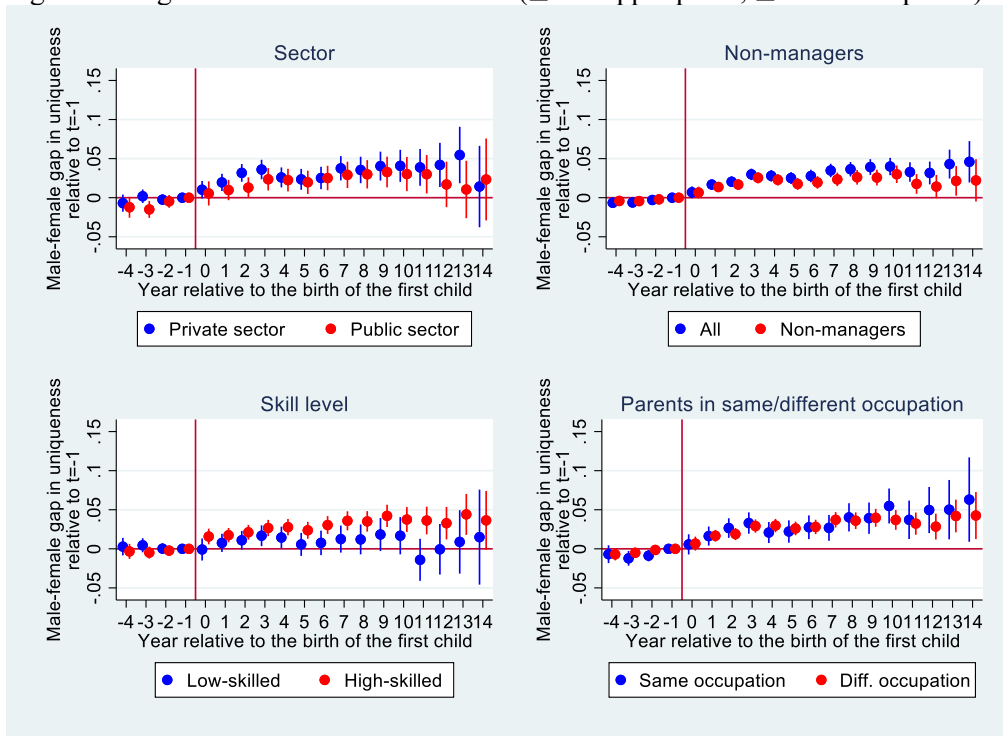 Sector
Male-female gap in uniqueness
relative to t=-1
.15
.1
.05
0
-.05
-4 -3 -2 -1 0 1 2 3 4 5 6 7 8 9 10 11 12 13 14
Year relative to the birth of the first child
Private sector Public sector
Non-managers
Male-female gap in uniqueness
relative to t=-1
.15
.1
.05
0
-.05
-4 -3 -2 -1 0 1 2 3 4 5 6 7 8 9 10 11 12 13 14
Year relative to the birth of the first child
All Non-managers
Skill level
Male-female gap in uniqueness
relative to t=-1
.15
.1
.05
0
-.05
-4 -3 -2 -1 0 1 2 3 4 5 6 7 8 9 10 11 12 13 14
Year relative to the birth of the first child
Low-skilled High-skilled
Parents in same/different occupation
Male-female gap in uniqueness
relative to t=-1
.15
.1
.05
0
-.05
-4 -3 -2 -1 0 1 2 3 4 5 6 7 8 9 10 11 12 13 14
Year relative to the birth of the first child
Same occupation Diff. occupation